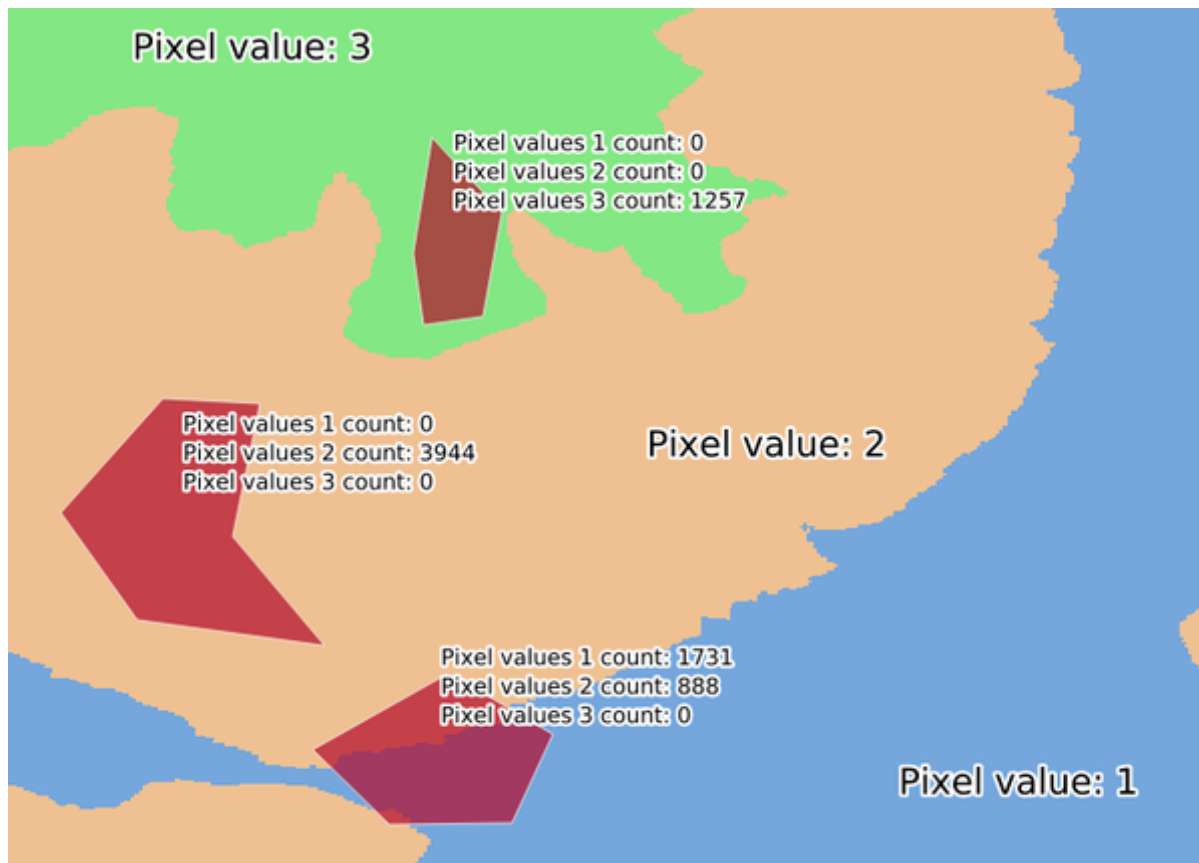 Pixel value: 3
Pixel values 1 count: 0
Pixel values 2 count: 0
Pixel values 3 count: 1257
Pixel values 1 count: 0
Pixel values 2 count: 3944
Pixel values 3 count: 0
Pixel value: 2
Pixel values 1 count: 1731
Pixel values 2 count: 888
Pixel values 3 count: 0
Pixel value: 1